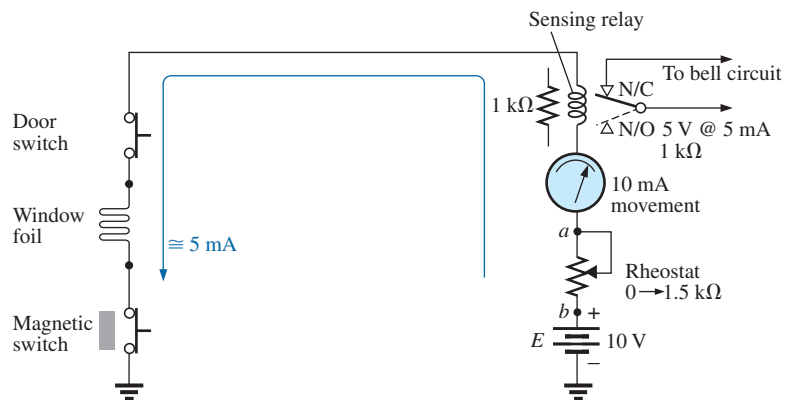 Sensing relay
To bell circuit
N/C
1 kΩ
N/O 5 V @ 5 mA
1 kΩ
Door
switch
10 mA
movement
Window
foil
≅ 5 mA
a
Rheostat
0 → 1.5 kΩ
Magnetic
switch
b
+
E
10 V
−